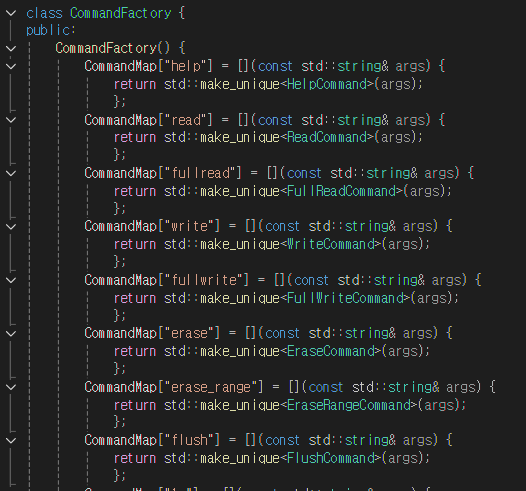 class CommandFactory {
public:
CommandFactory() {
CommandMap["help"] = [](const std::string& args) {
return std::make_unique<HelpCommand>(args);
};
CommandMap["read"] = [](const std::string& args) {
return std::make_unique<ReadCommand>(args);
};
CommandMap["fullread"] = [](const std::string& args) {
return std::make_unique<FullReadCommand>(args);
};
CommandMap["write"] = [](const std::string& args) {
return std::make_unique<WriteCommand>(args);
};
CommandMap["fullwrite"] = [](const std::string& args) {
return std::make_unique<FullWriteCommand>(args);
};
CommandMap["erase"] = [](const std::string& args) {
return std::make_unique<EraseCommand>(args);
};
CommandMap["erase_range"] = [](const std::string& args) {
return std::make_unique<EraseRangeCommand>(args);
};
CommandMap["flush"] = [](const std::string& args) {
return std::make_unique<FlushCommand>(args);
};